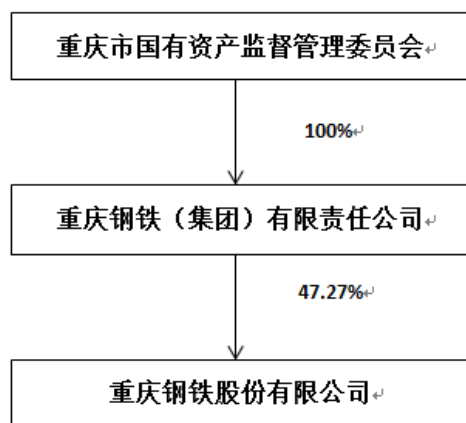 重庆市国有资产监督管理委员会
100%
重庆钢铁（集团）有限责任公司
47.27%
重庆钢铁股份有限公司